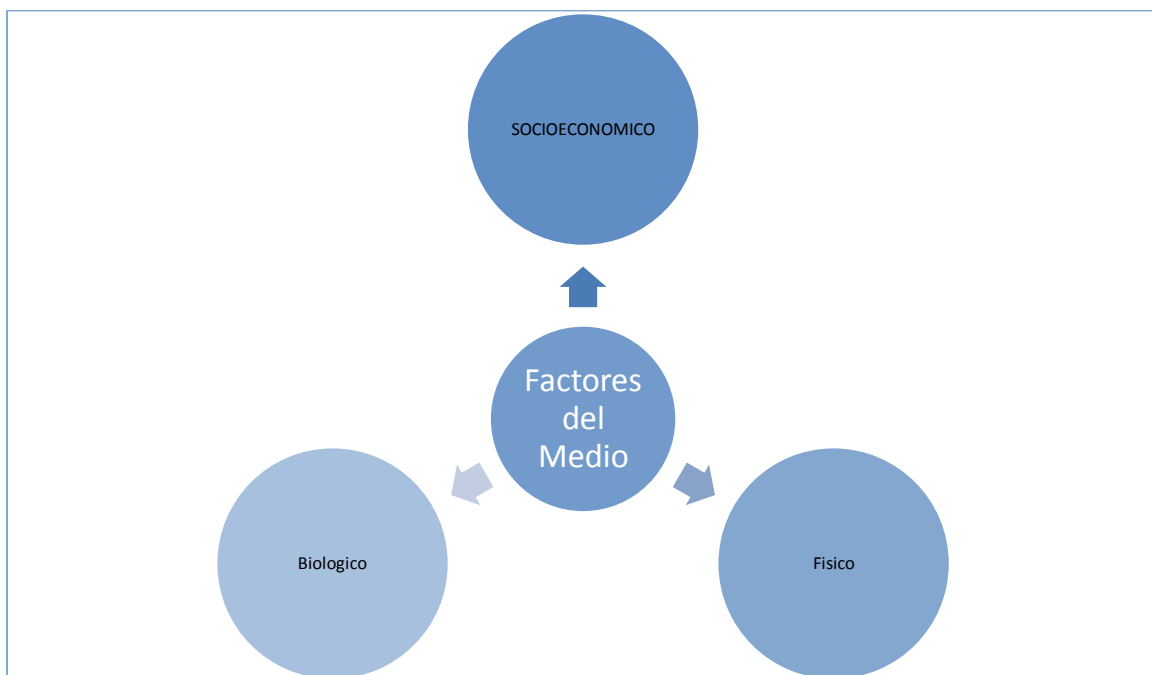 SOCIOECONOMICO
Factores
del
Medio
Biologico
Fisico